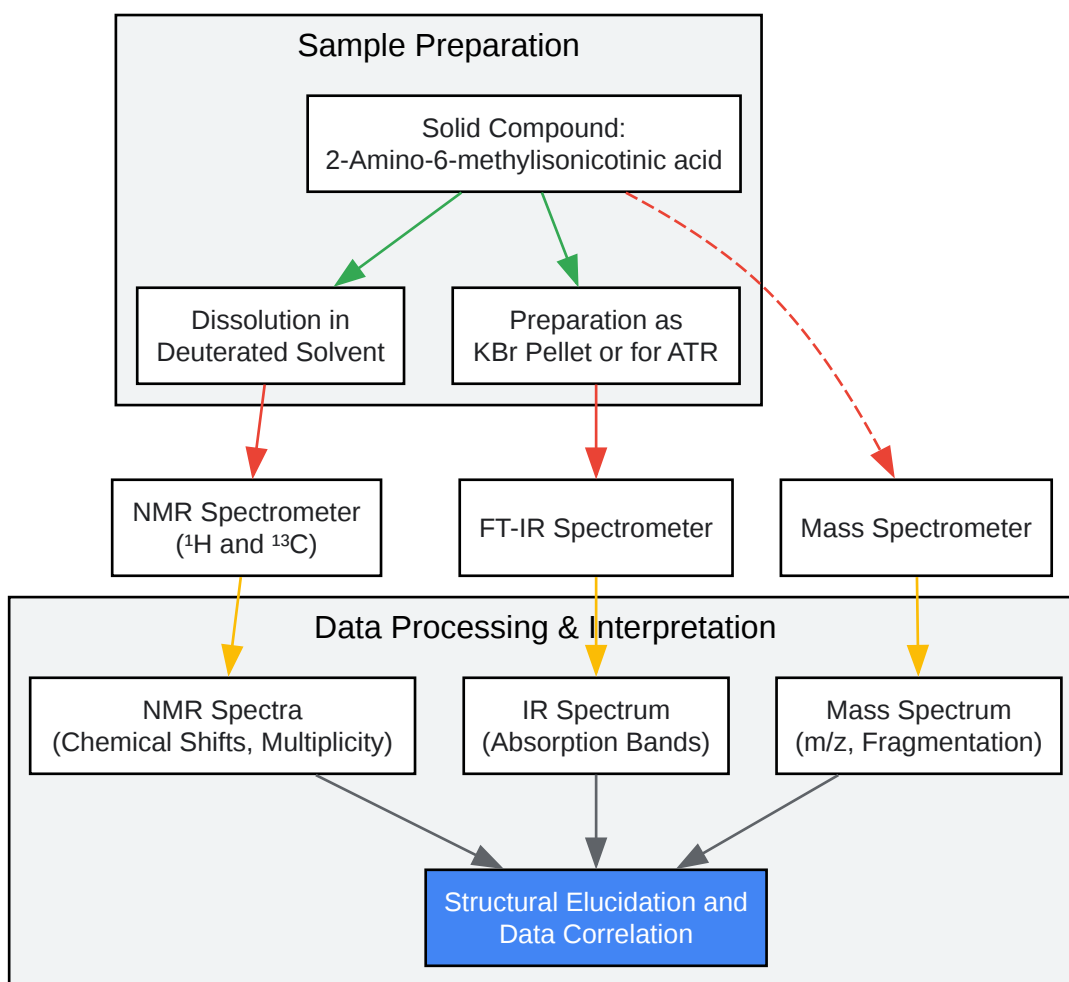 Sample Preparation
Solid Compound:
2-Amino-6-methylisonicotinic acid
Dissolution in
Deuterated Solvent
Preparation as
KBr Pellet or for ATR
NMR Spectrometer
(¹H and ¹³C)
FT-IR Spectrometer
Mass Spectrometer
Data Processing & Interpretation
NMR Spectra
(Chemical Shifts, Multiplicity)
IR Spectrum
(Absorption Bands)
Mass Spectrum
(m/z, Fragmentation)
Structural Elucidation and
Data Correlation